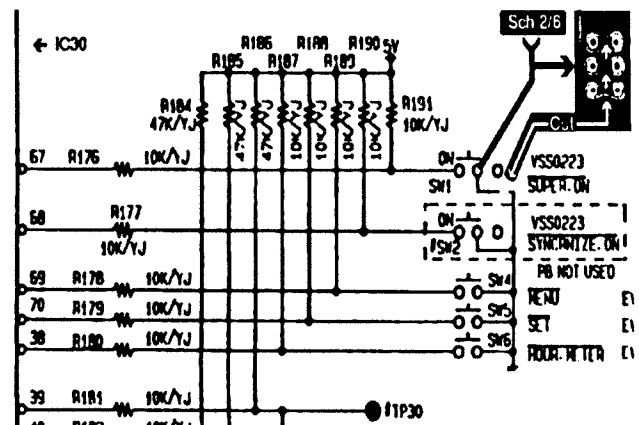 Sch 2/6
← IC30
R186 R188 R190 5V
R185 R187 R189
R184
47K/YJ
47K/YJ
47K/YJ
10K/YJ
10K/YJ
10K/YJ
10K/YJ
R191
10K/YJ
Cut
67 R176 10K/YJ ON VSS0223
SW1 SUPER.ON
68 R177 ON VSS0223
10K/YJ SW2
PB NOT USED
69 R178 10K/YJ SW4 MENU
70 R179 10K/YJ SW5 SET
38 R180 10K/YJ SW6 HOUR.METER
39 R181 10K/YJ TP30